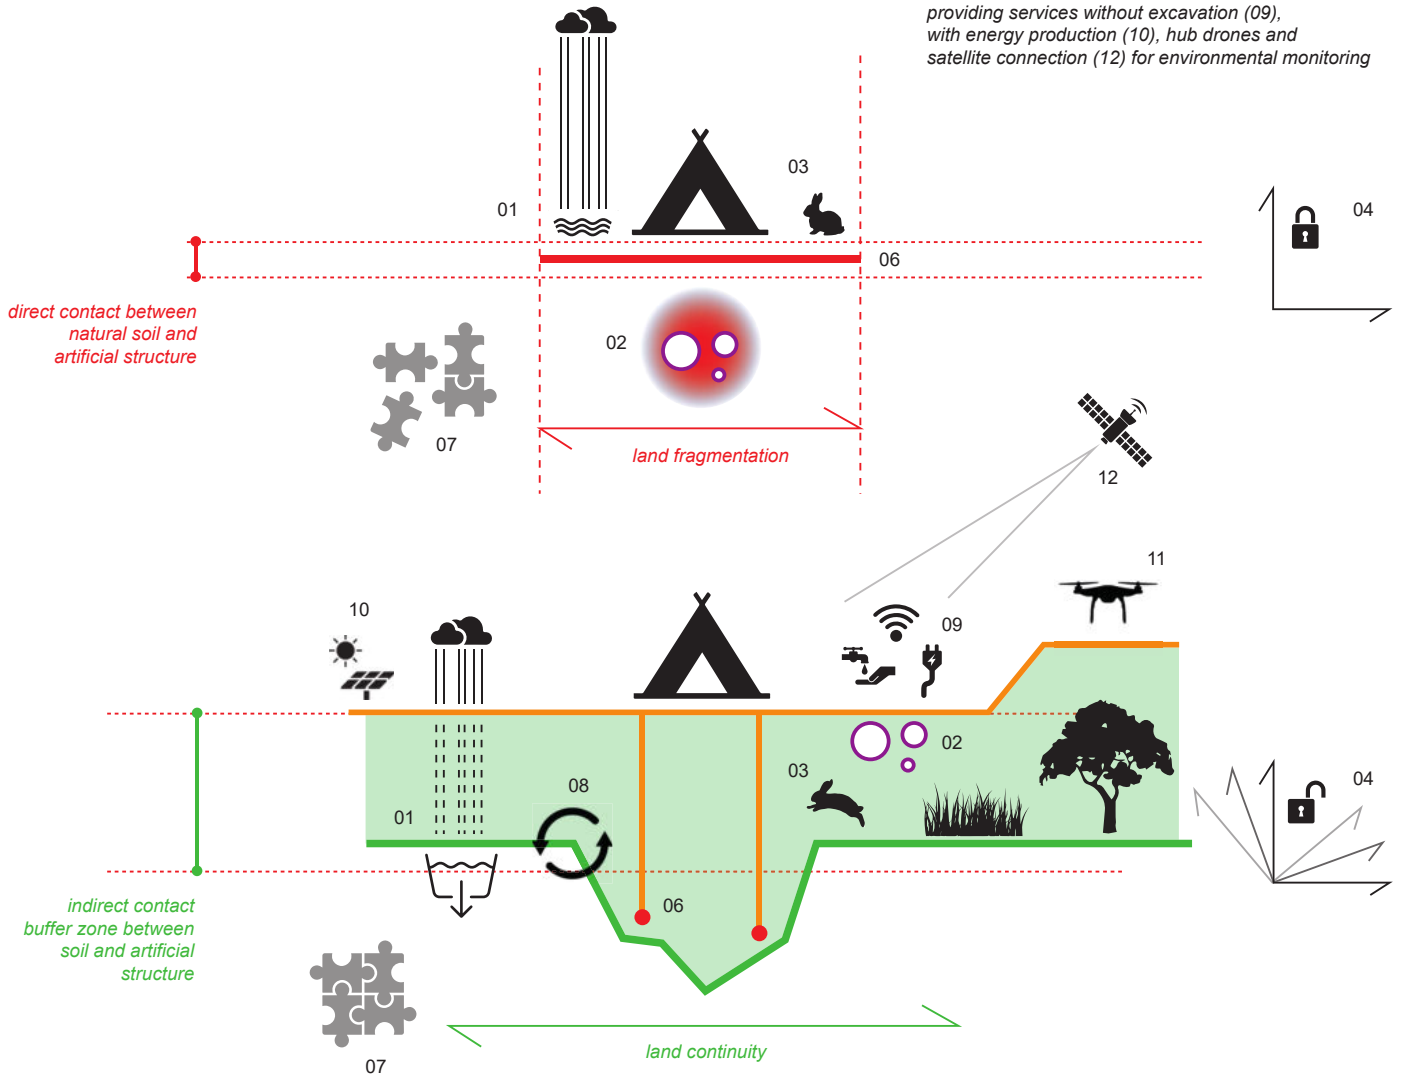 providing services without excavation (09),
with energy production (10), hub drones and
satellite connection (12) for environmental monitoring
03
01
04
06
direct contact between
natural soil and
artificial structure
02
07
land fragmentation
12
11
10
09
02
03
08
04
01
06
indirect contact
buffer zone between
soil and artificial
structure
land continuity
07